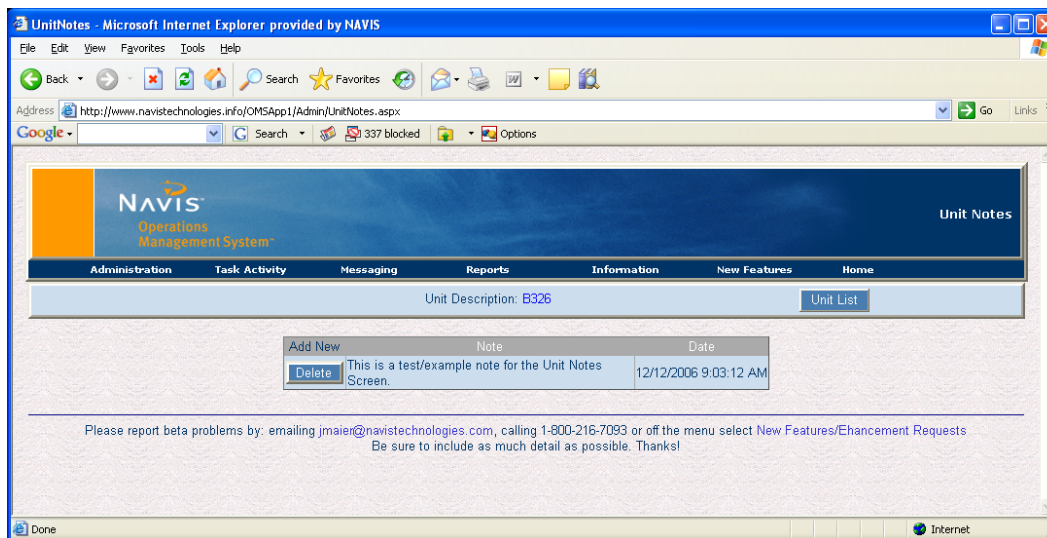 UnitNotes - Microsoft Internet Explorer provided by NAVIS
File Edit View Favorites Tools Help
Back Search Favorites
Address http://www.navistechnologies.info/OMSApp1/Admin/UnitNotes.aspx Go Links
Google Search 337 blocked Options
NAVIS
Operations
Management System™
Unit Notes
Administration Task Activity Messaging Reports Information New Features Home
Unit Description: B326 Unit List
Add New Note Date
Delete This is a test/example note for the Unit Notes 12/12/2006 9:03:12 AM
Screen.
Please report beta problems by: emailing jmaier@navistechnologies.com, calling 1-800-216-7093 or off the menu select New Features/Ehancement Requests
Be sure to include as much detail as possible. Thanks!
Done Internet